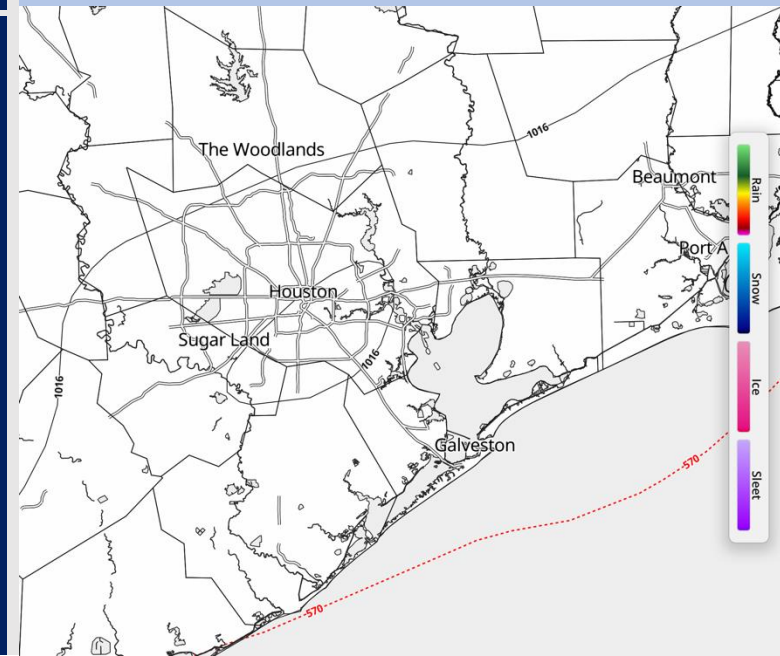 1016
The Woodlands
Beaumont
Rain
Port A
Snow
Houston
Sugar Land
1016
1016
Ice
Galveston
570
Sleet
570